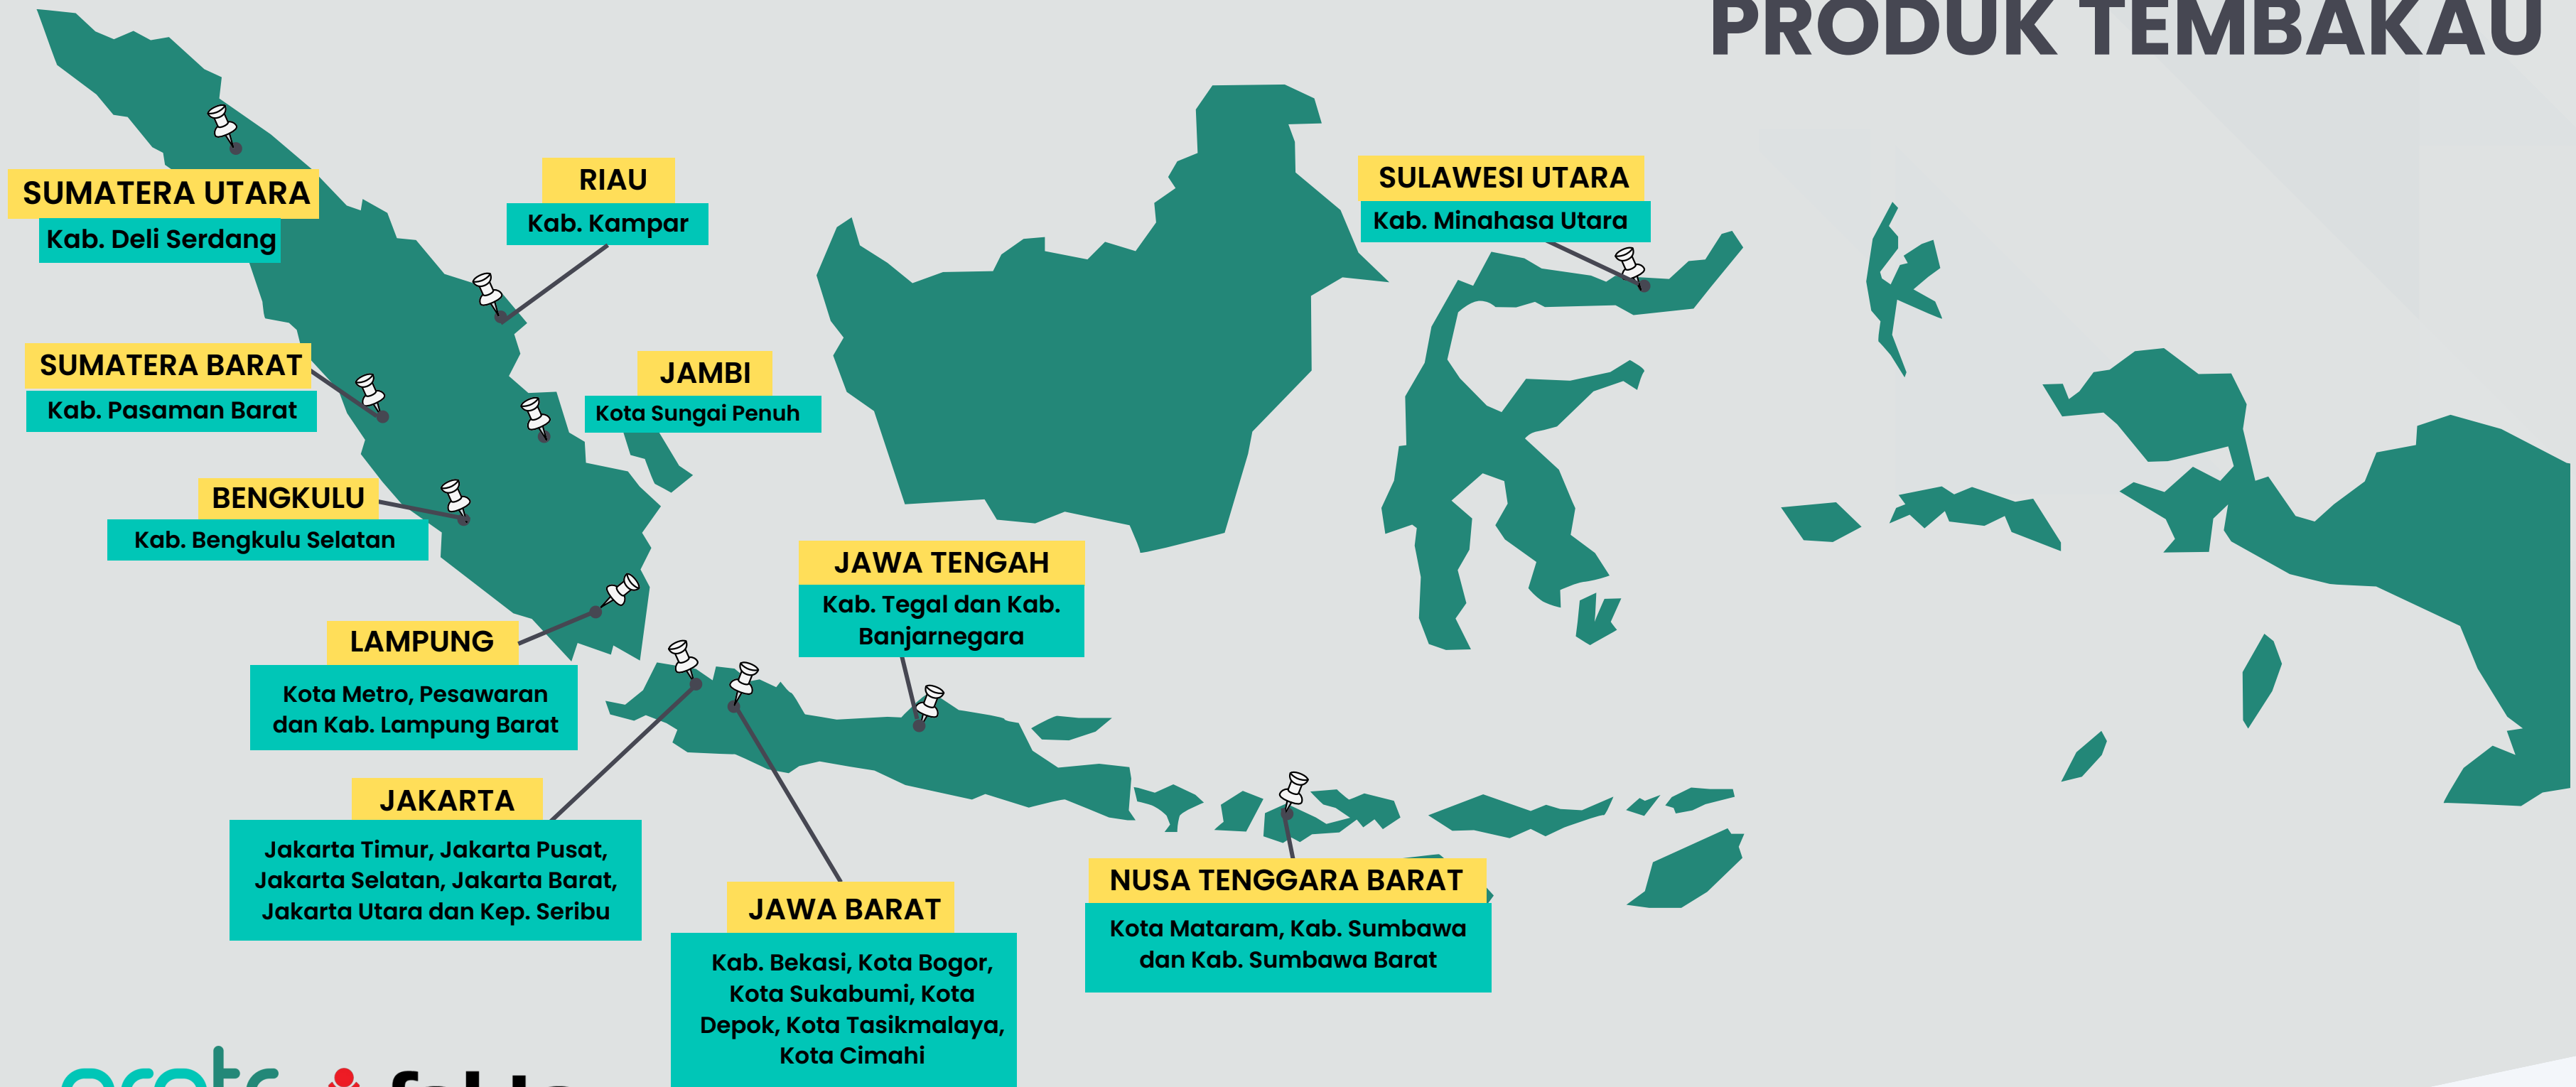 PRODUK TEMBAKAU
SUMATERA UTARA
Kab. Deli Serdang
RIAU
Kab. Kampar
SULAWESI UTARA
Kab. Minahasa Utara
SUMATERA BARAT
Kab. Pasaman Barat
JAMBI
Kota Sungai Penuh
BENGKULU
Kab. Bengkulu Selatan
JAWA TENGAH
Kab. Tegal dan Kab.
Banjarnegara
LAMPUNG
Kota Metro, Pesawaran
dan Kab. Lampung Barat
JAKARTA
Jakarta Timur, Jakarta Pusat,
Jakarta Selatan, Jakarta Barat,
Jakarta Utara dan Kep. Seribu
JAWA BARAT
Kab. Bekasi, Kota Bogor,
Kota Sukabumi, Kota
Depok, Kota Tasikmalaya,
Kota Cimahi
NUSA TENGGARA BARAT
Kota Mataram, Kab. Sumbawa
dan Kab. Sumbawa Barat